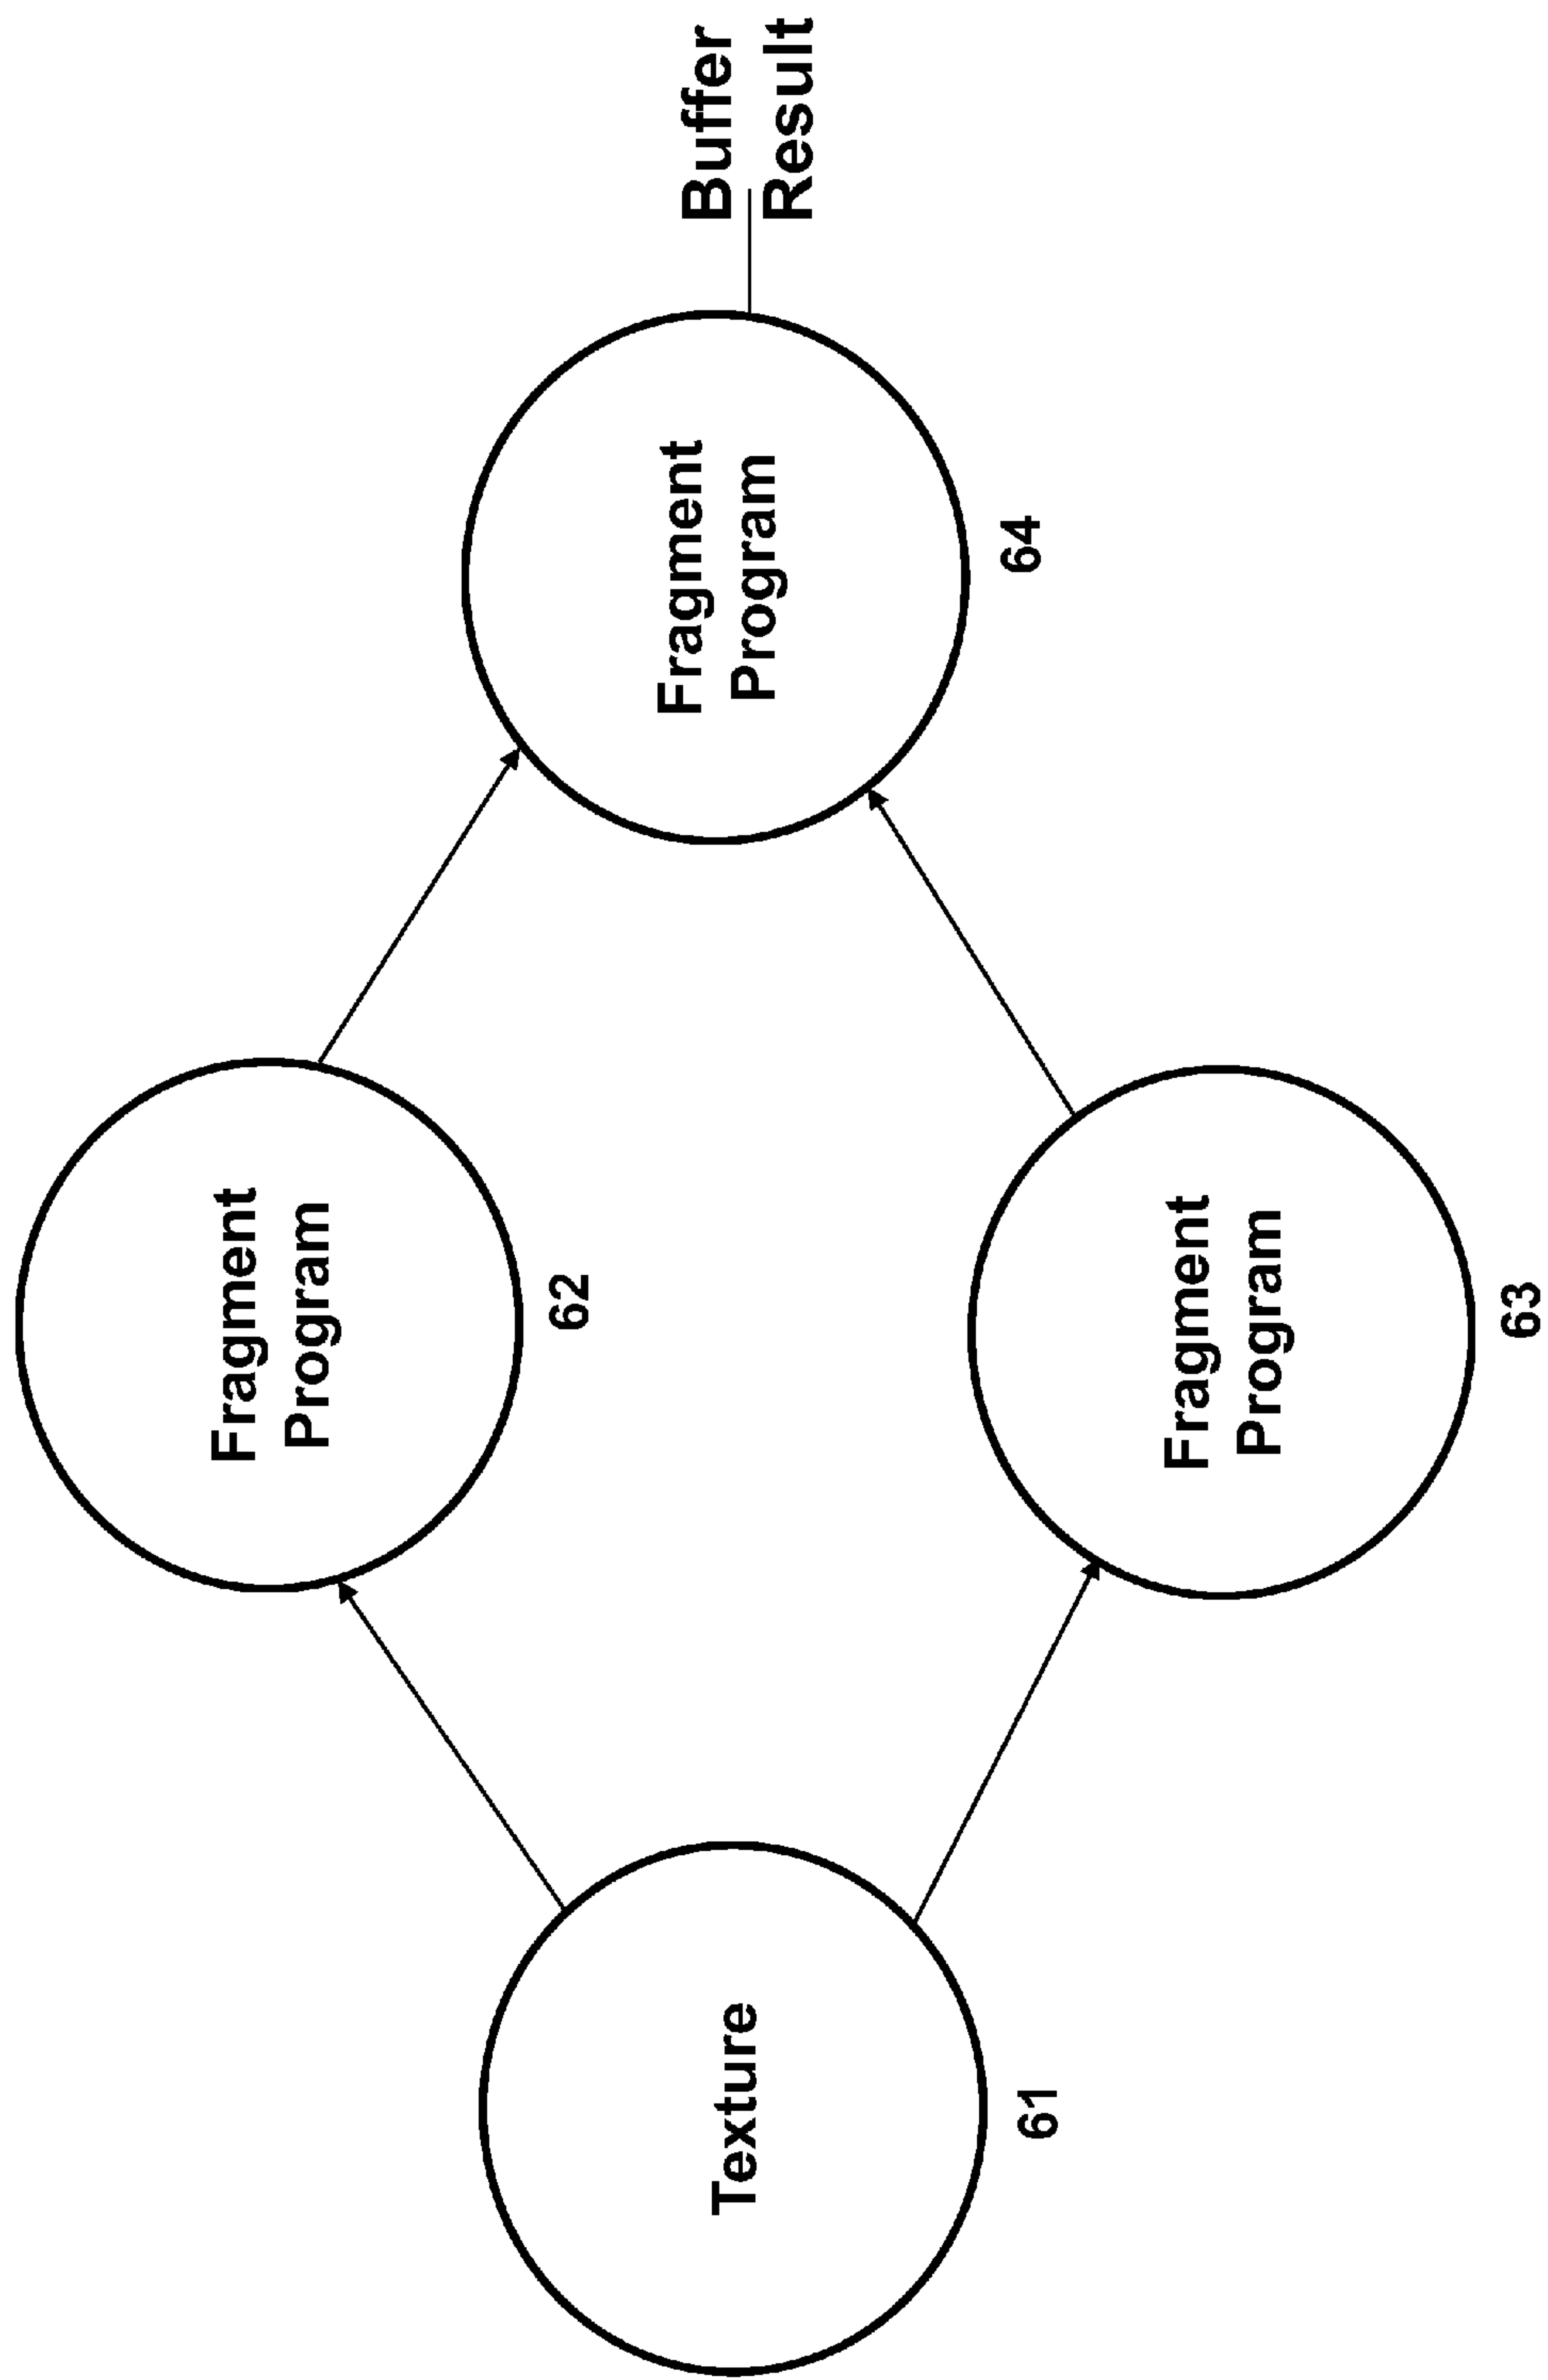 Texture
61
Fragment
Program
62
Fragment
Program
63
Fragment
Program
64
Buffer
Result